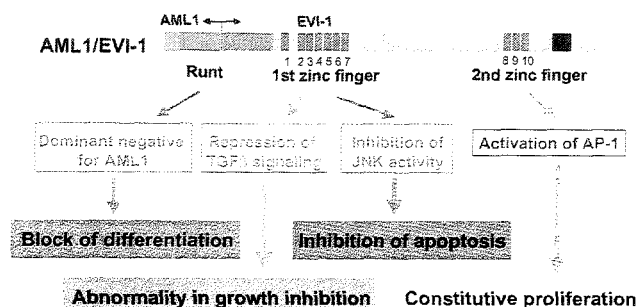 AML1 EVI-1
AML1/EVI-1
1 2 3 4 5 6 7 8 9 10
Runt 1st zinc finger 2nd zinc finger
Dominant negative
for AML1
Repression of
TGFβ signaling
Inhibition of
JNK activity
Activation of AP-1
Block of differentiation
Inhibition of apoptosis
Abnormality in growth inhibition
Constitutive proliferation